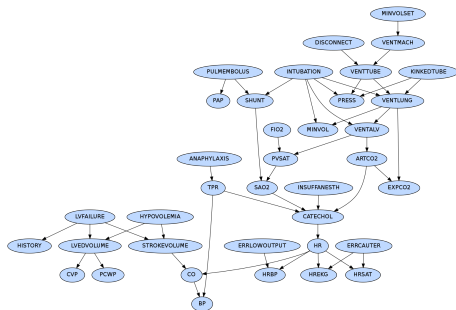 MINVOLSET
DISCONNECT VENTMACH
PULMEMBOLUS INTUBATION VENTTUBE KINKEDTUBE
PAP SHUNT PRESS VENTLUNG
FIO2 MINVOL VENTALV
ANAPHYLAXIS PVSAT ARTCO2
TPR SAO2 INSUFFANESTH EXPCO2
LVFAILURE HYPOVOLEMIA CATECHOL
HISTORY LVEDVOLUME STROKEVOLUME ERRLOWOUTPUT HR ERRCAUTER
CVP PCWP CO HRBP HREKG HRSAT
BP